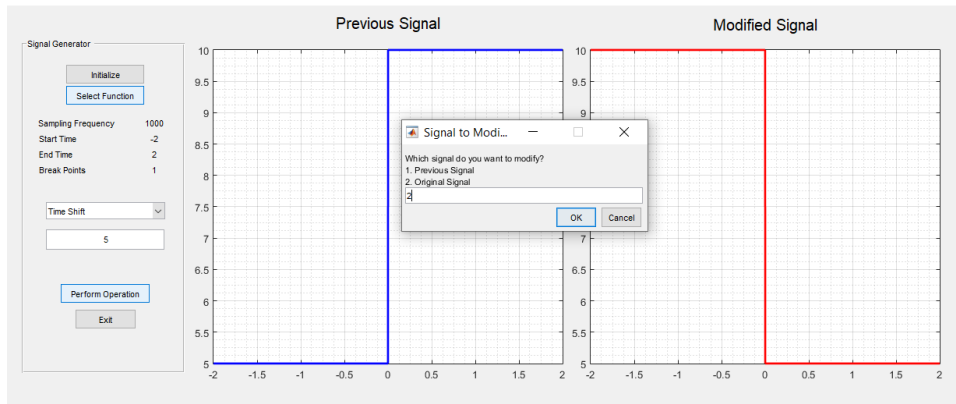 Previous Signal
Modified Signal
Signal Generator
Initialize
Select Function
Sampling Frequency 1000
Start Time -2
End Time 2
Break Points 1
Time Shift
5
Perform Operation
Exit
10
9.5
9
8.5
8
7.5
7
6.5
6
5.5
5
-2 -1.5 -1 -0.5 0 0.5 1 1.5 2
Signal to Modi...
Which signal do you want to modify?
1. Previous Signal
2. Original Signal
2
OK Cancel
10
9.5
9
7
6.5
6
5.5
5
-2 -1.5 -1 -0.5 0 0.5 1 1.5 2